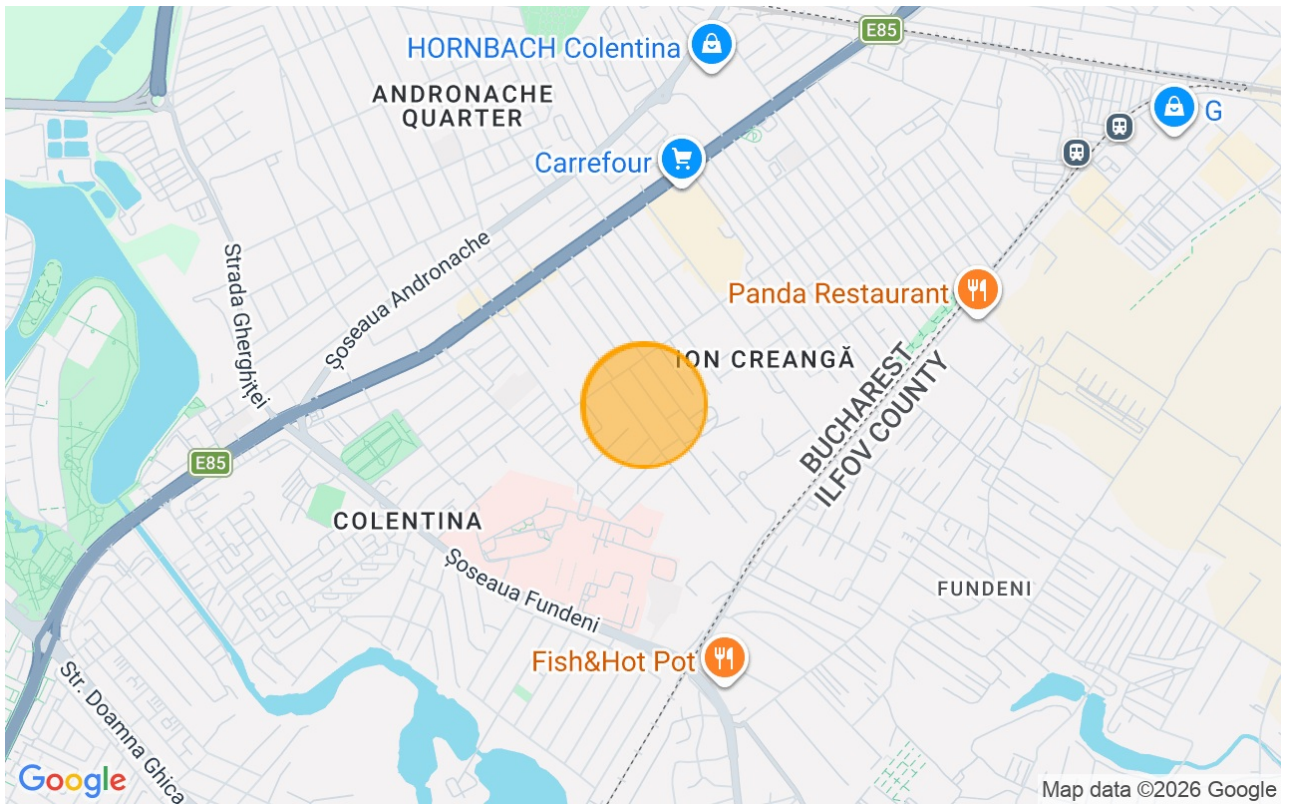 HORNBACH Colentina
E85
ANDRONACHE
QUARTER
G
Carrefour
Strada Gherghiței
Șoseaua Andronache
Panda Restaurant
ION CREANGĂ
BUCHAREST
ILFOV COUNTY
E85
COLENTINA
Șoseaua Fundeni
FUNDENI
Fish&Hot Pot
Str. Doamna Ghica
Google
Map data ©2026 Google